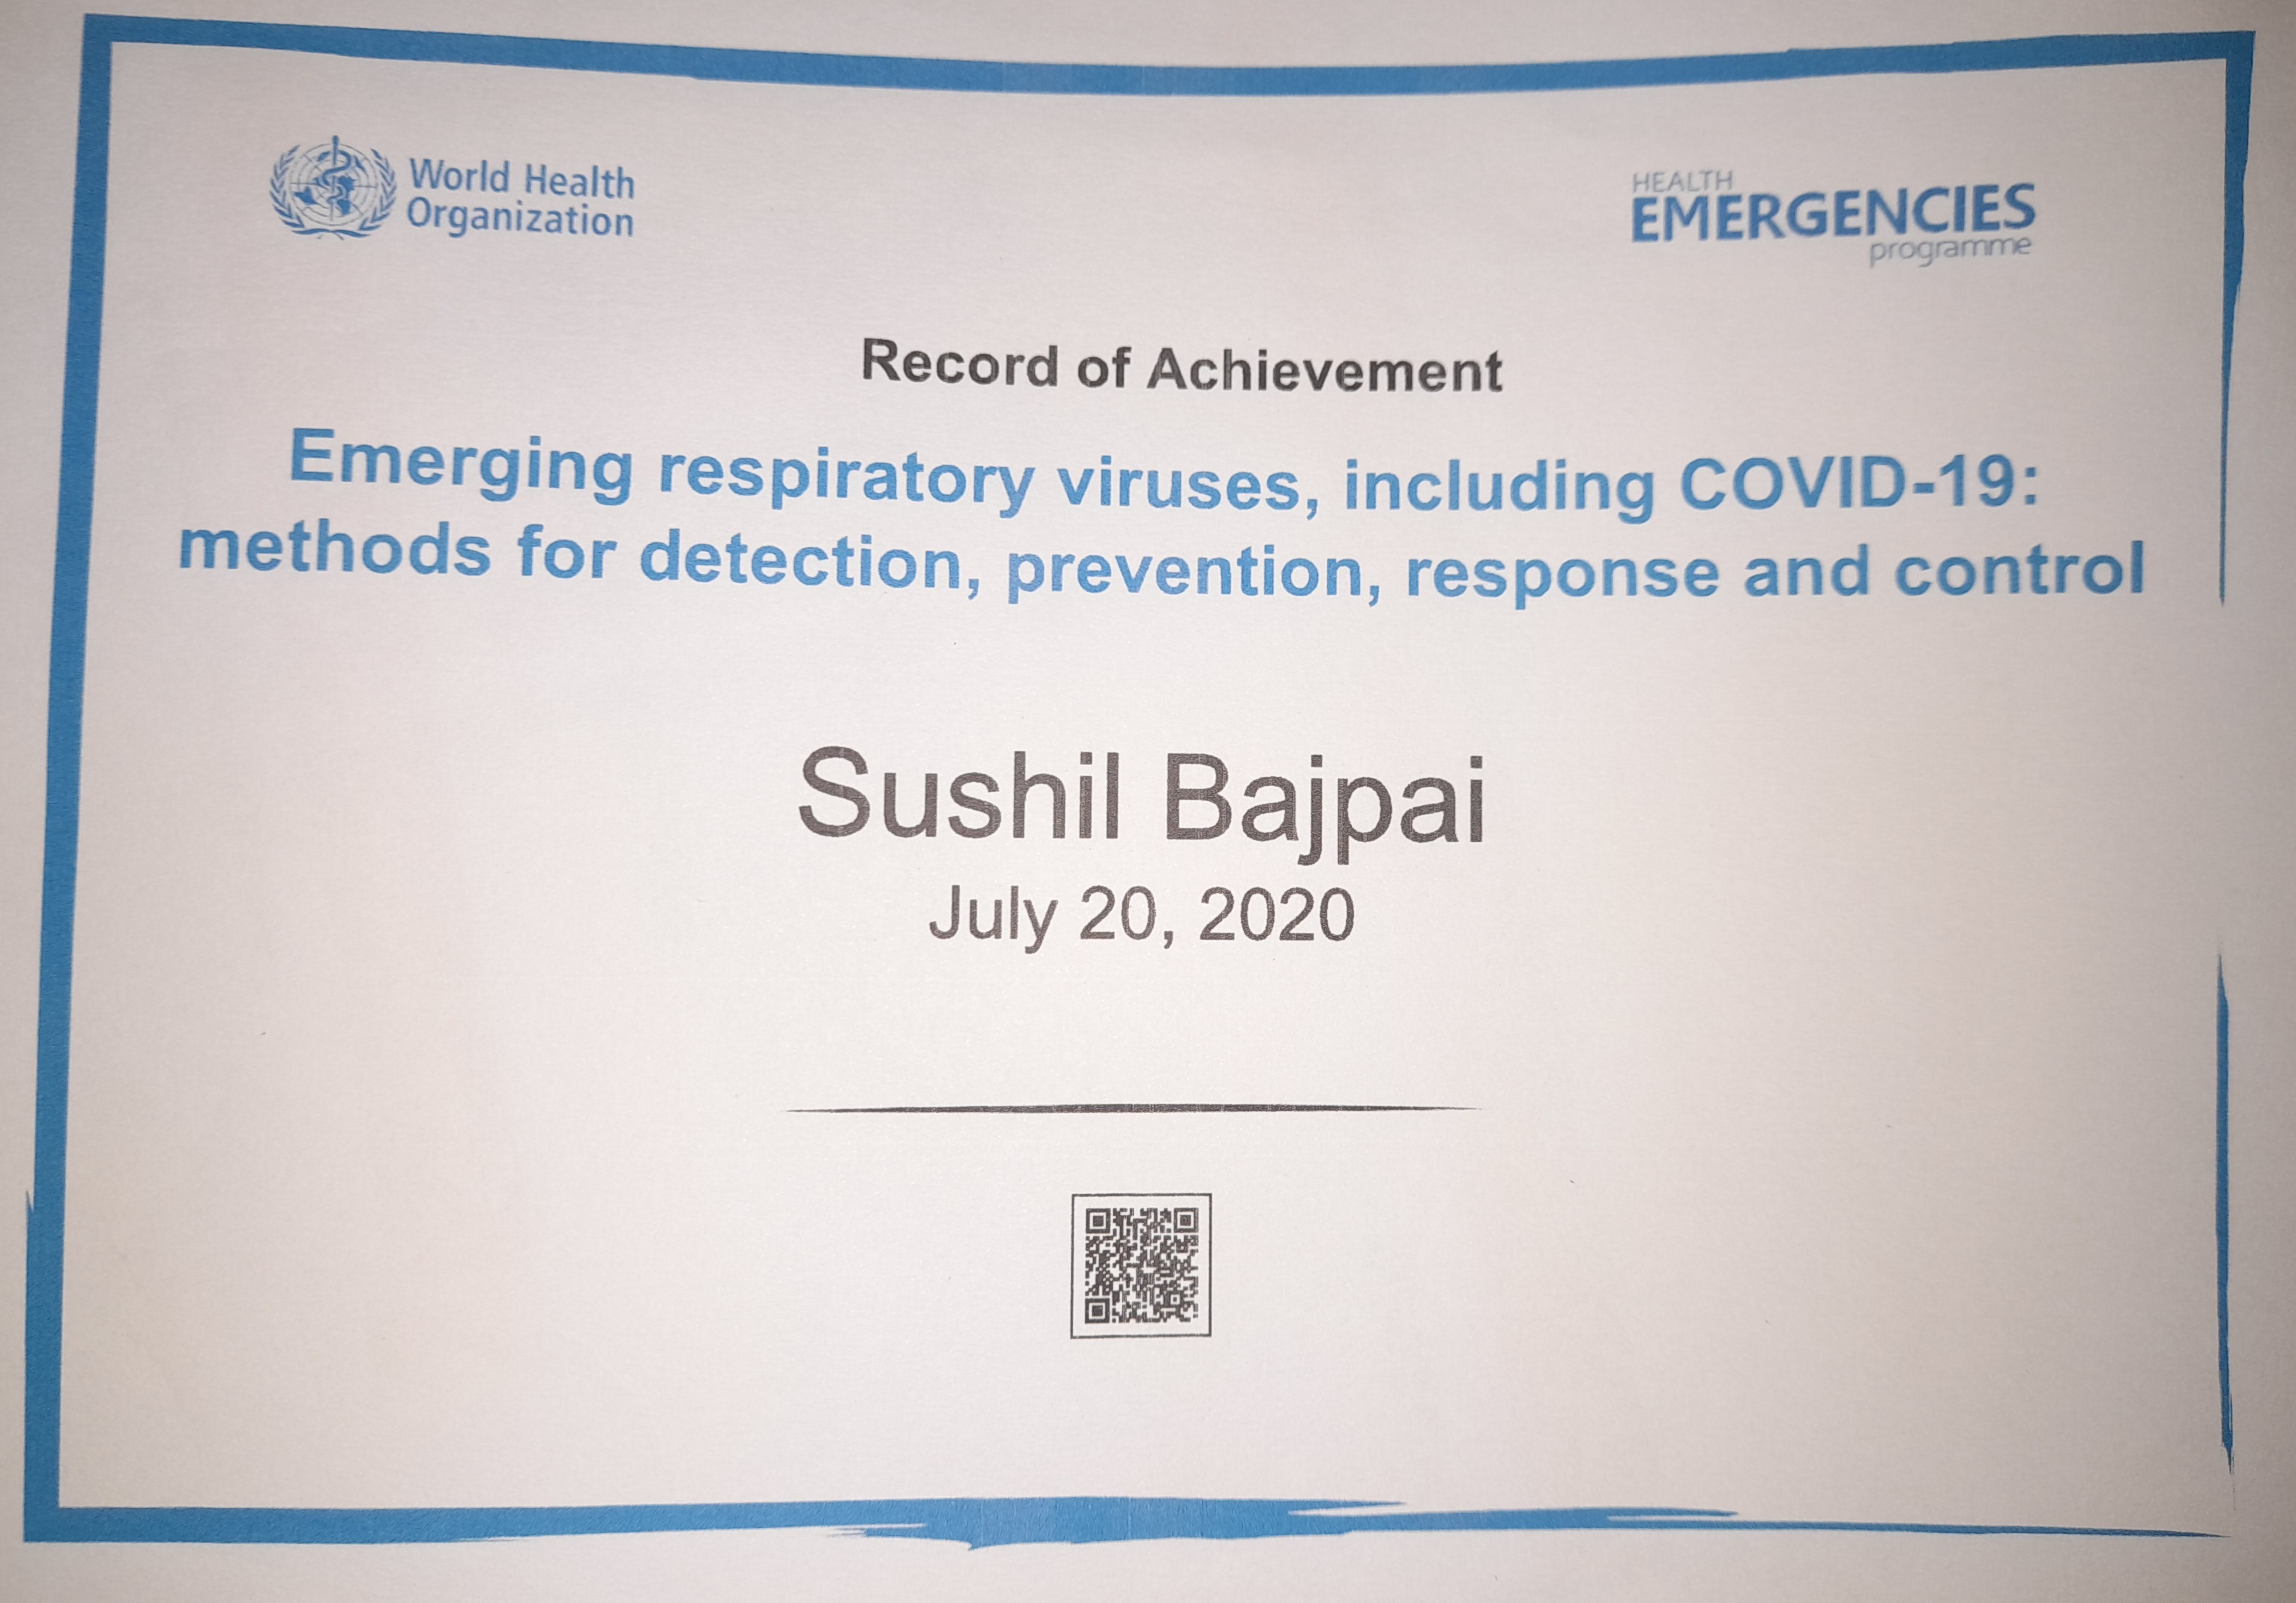 World Health
Organization
HEALTH
EMERGENCIES
programme
Record of Achievement
Emerging respiratory viruses, including COVID-19:
methods for detection, prevention, response and control
Sushil Bajpai
July 20, 2020